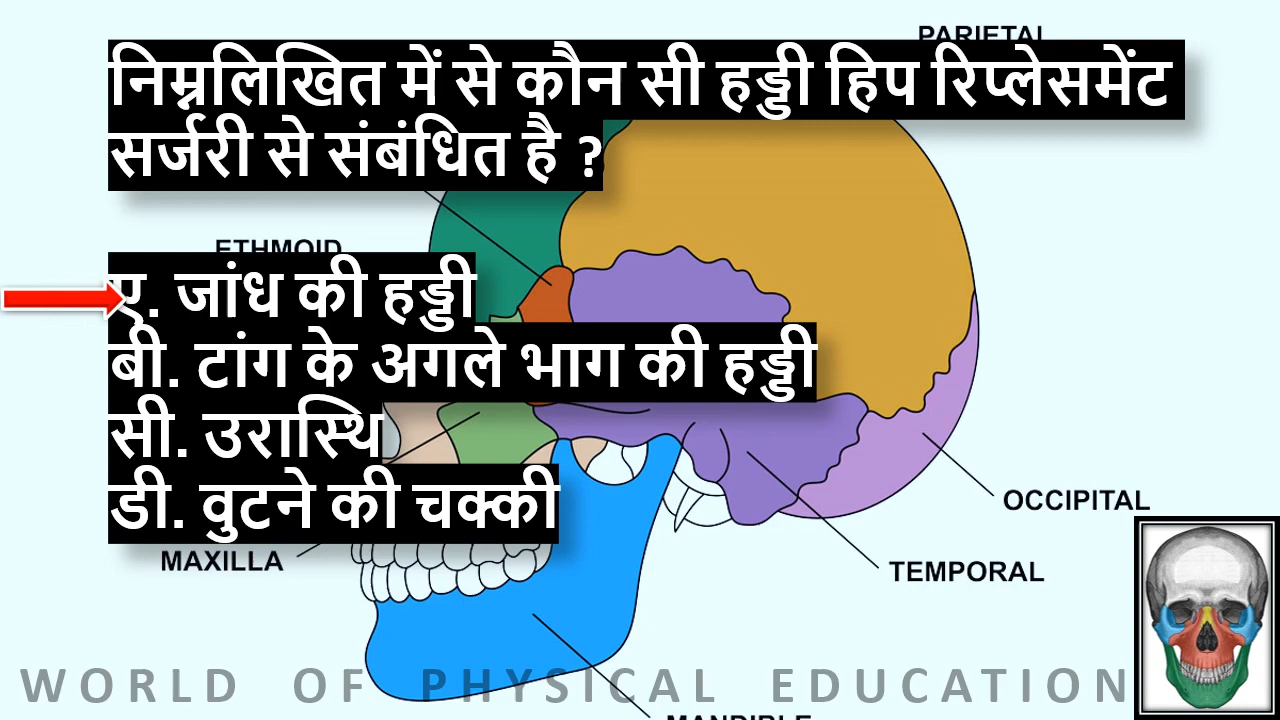 PARIETAL
निम्नलिखित में से कौन सी हड्डी हिप रिप्लेसमेंट
सर्जरी से संबंधित है ?
ETHMOID
ए. जांध की हड्डी
बी. टांग के अगले भाग की हड्डी
सी. उरास्थि
डी. वुटने की चक्की
OCCIPITAL
MAXILLA
TEMPORAL
WORLD OF PHYSICAL EDUCATION
MANDIBLE